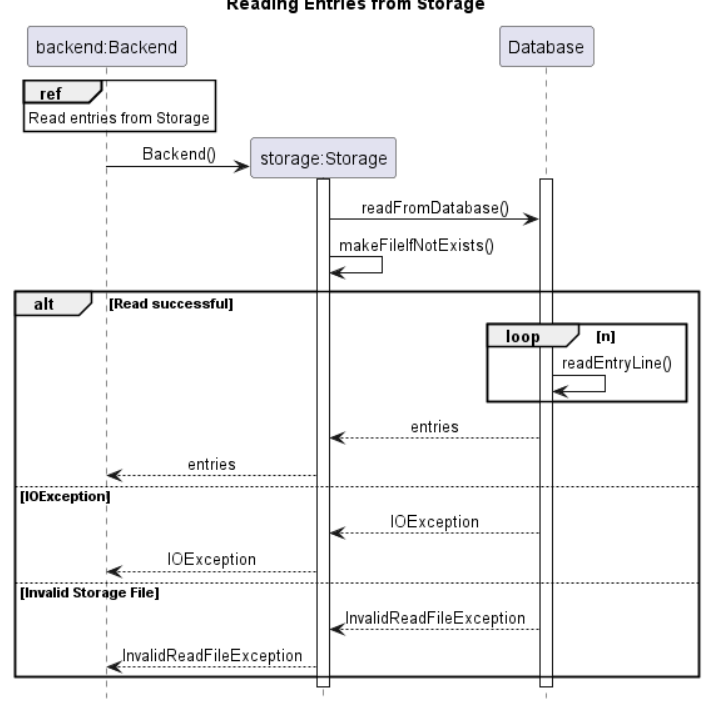 Reading Entries from Storage
backend:Backend
Database
ref
Read entries from Storage
Backend()
storage:Storage
readFromDatabase()
makeFileIfNotExists()
alt
[Read successful]
loop
[n]
readEntryLine()
entries
entries
[IOException]
IOException
IOException
[Invalid Storage File]
InvalidReadFileException
InvalidReadFileException